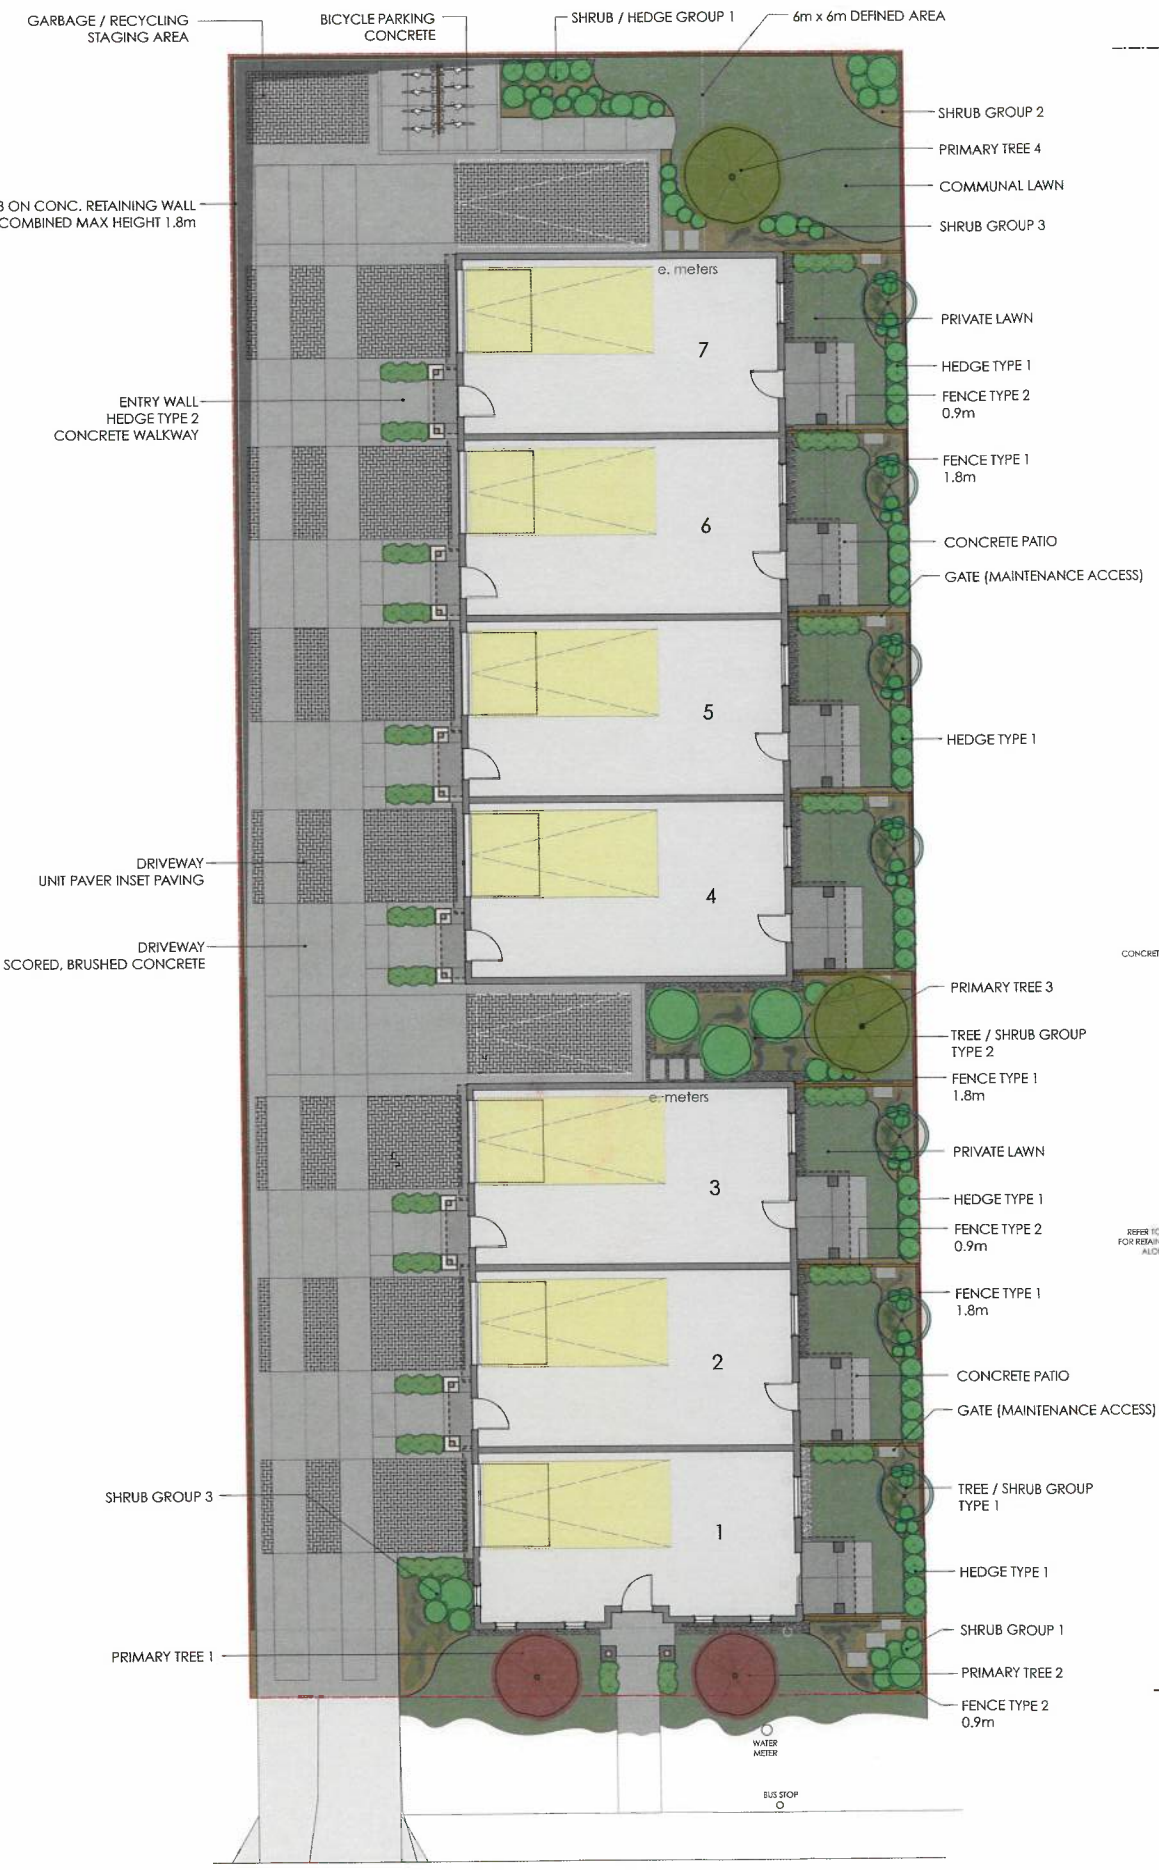 GARBAGE / RECYCLING
STAGING AREA
BICYCLE PARKING
CONCRETE
SHRUB / HEDGE GROUP 1
6m x 6m DEFINED AREA
SHRUB GROUP 2
PRIMARY TREE 4
COMMUNAL LAWN
SHRUB GROUP 3
ON CONC. RETAINING WALL
COMBINED MAX HEIGHT 1.8m
e. meters
7
PRIVATE LAWN
HEDGE TYPE 1
FENCE TYPE 2
0.9m
ENTRY WALL
HEDGE TYPE 2
CONCRETE WALKWAY
FENCE TYPE 1
1.8m
6
CONCRETE PATIO
GATE (MAINTENANCE ACCESS)
5
HEDGE TYPE 1
DRIVEWAY
UNIT PAVER INSET PAVING
4
DRIVEWAY
SCORED, BRUSHED CONCRETE
PRIMARY TREE 3
TREE / SHRUB GROUP
TYPE 2
FENCE TYPE 1
1.8m
e. meters
PRIVATE LAWN
3
HEDGE TYPE 1
FENCE TYPE 2
0.9m
REFER
FOR
FENCE TYPE 1
1.8m
2
CONCRETE PATIO
GATE (MAINTENANCE ACCESS)
SHRUB GROUP 3
TREE / SHRUB GROUP
TYPE 1
1
HEDGE TYPE 1
SHRUB GROUP 1
PRIMARY TREE 1
PRIMARY TREE 2
FENCE TYPE 2
0.9m
WATER
METER
BUS STOP